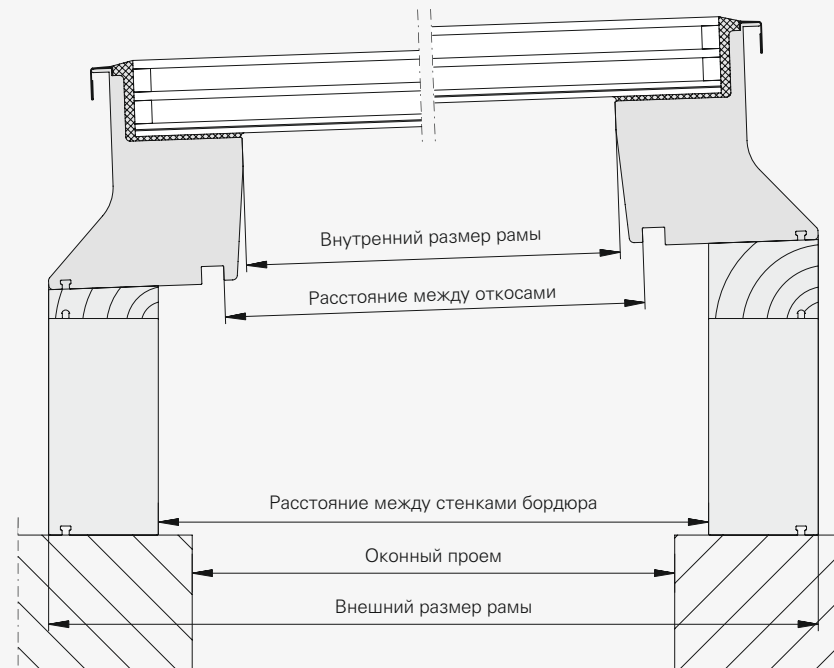 Внутренний размер рамы
Расстояние между откосами
Расстояние между стенками бордюра
Оконный проем
Внешний размер рамы